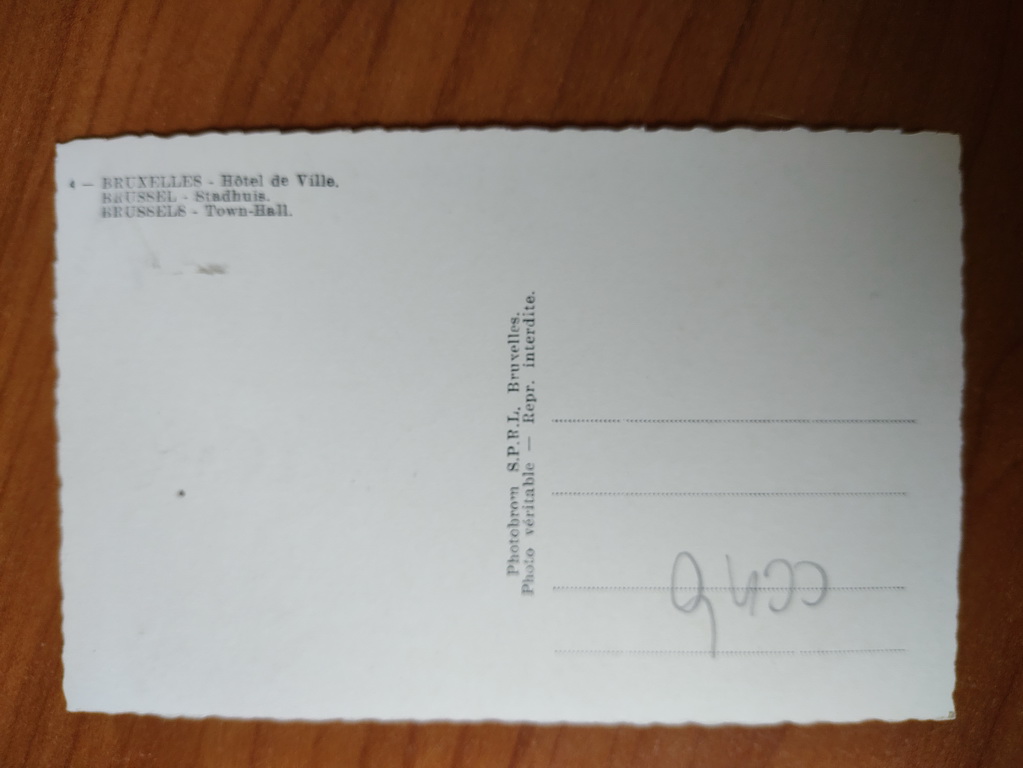 4 — BRUXELLES - Hôtel de Ville.
BRUSSEL - Stadhuis.
BRUSSELS - Town-Hall.
Photobrom S.P.R.L. Bruxelles.
Photo véritable — Repr. interdite.